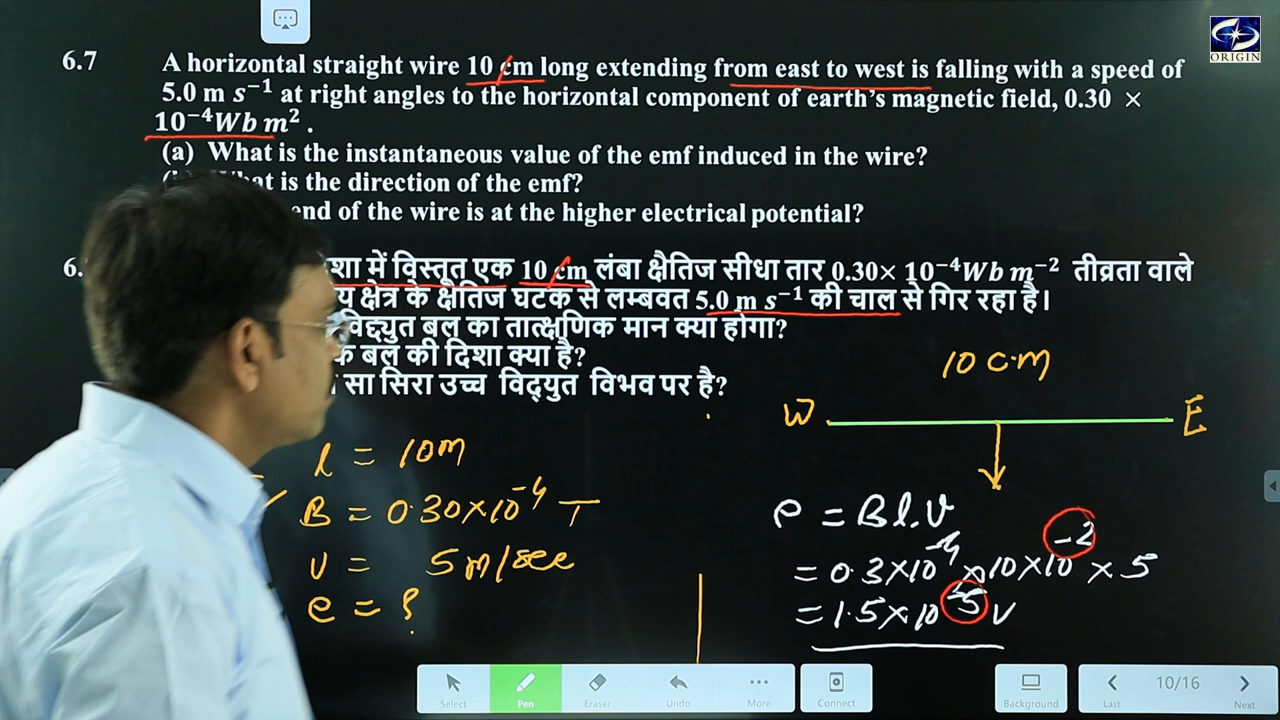 ORIGIN
6.7 A horizontal straight wire 10 cm long extending from east to west is falling with a speed of
5.0 m s⁻¹ at right angles to the horizontal component of earth's magnetic field, 0.30 ×
10⁻⁴Wb m² .
(a) What is the instantaneous value of the emf induced in the wire?
hat is the direction of the emf?
end of the wire is at the higher electrical potential?
6. शा में विस्तृत एक 10 cm लंबा क्षैतिज सीधा तार 0.30× 10⁻⁴Wb m⁻² तीव्रता वाले
य क्षेत्र के क्षैतिज घटक से लम्बवत 5.0 m s⁻¹ की चाल से गिर रहा है।
विद्द्युत बल का तात्क्षणिक मान क्या होगा?
क बल की दिशा क्या है?
सा सिरा उच्च विद्युत विभव पर है?
10 c.m
W E
l = 10m
B = 0.30×10⁻⁴ T
v = 5m/sec
e = ?
e = B l. v
= 0.3×10⁻⁴ ×10×10⁻² × 5
= 1.5×10⁻⁵ v
Select Pen Eraser Undo More Connect Background Last 10/16 Next